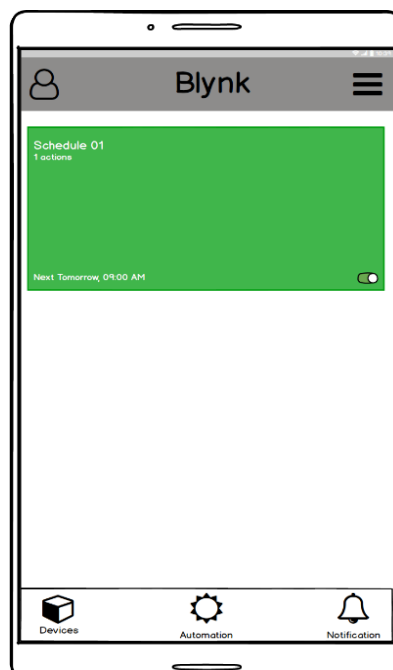 Blynk
Schedule 01
1 actions
Next Tomorrow, 09:00 AM
Devices
Automation
Notification